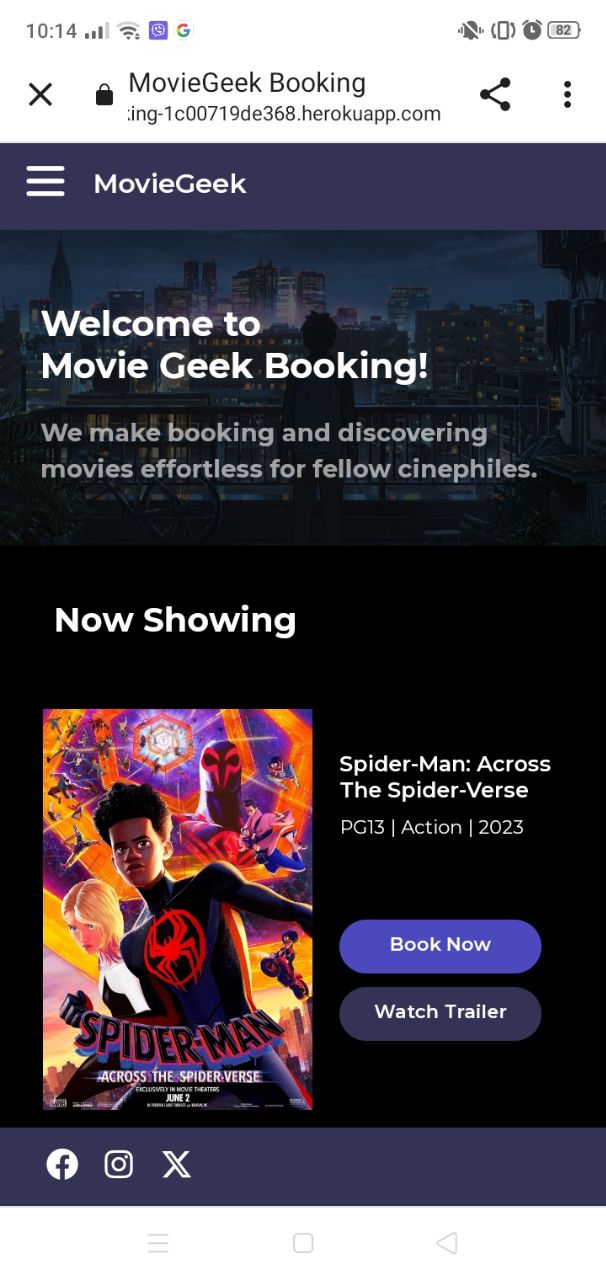 10:14
82
MovieGeek Booking
king-1c00719de368.herokuapp.com
MovieGeek
Welcome to
Movie Geek Booking!
We make booking and discovering
movies effortless for fellow cinephiles.
Now Showing
SPIDER-MAN
ACROSS THE SPIDER-VERSE
EXCLUSIVELY IN MOVIE THEATERS
JUNE 2
Spider-Man: Across
The Spider-Verse
PG13 | Action | 2023
Book Now
Watch Trailer